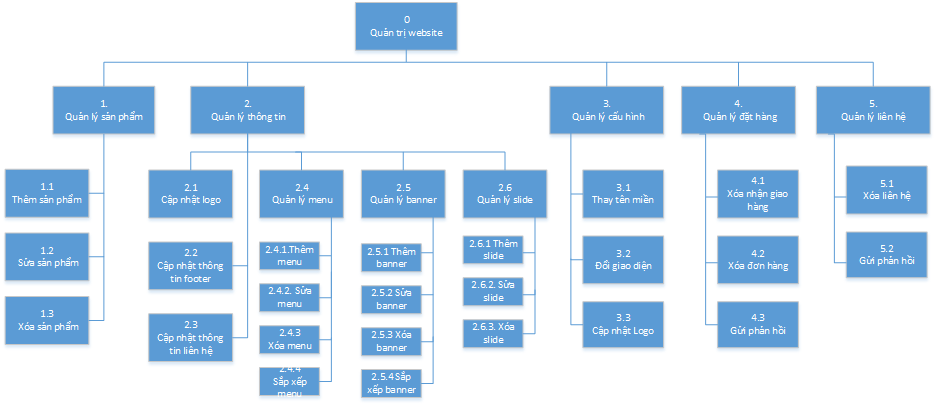 0
Quản trị website
1.
Quản lý sản phẩm
2.
Quản lý thông tin
3.
Quản lý cấu hình
4.
Quản lý đặt hàng
5.
Quản lý liên hệ
1.1
Thêm sản phẩm
1.2
Sửa sản phẩm
1.3
Xóa sản phẩm
2.1
Cập nhật logo
2.2
Cập nhật thông
tin footer
2.3
Cập nhật thông
tin liên hệ
2.4
Quản lý menu
2.4.1.Thêm
menu
2.4.2. Sửa
menu
2.4.3
Xóa menu
2.4.4
Sắp xếp
menu
2.5
Quản lý banner
2.5.1 Thêm
banner
2.5.2 Sửa
banner
2.5.3 Xóa
banner
2.5.4 Sắp
xếp banner
2.6
Quản lý slide
2.6.1 Thêm
slide
2.6.2. Sửa
slide
2.6.3. Xóa
slide
3.1
Thay tên miền
3.2
Đổi giao diện
3.3
Cập nhật Logo
4.1
Xóa nhận giao
hàng
4.2
Xóa đơn hàng
4.3
Gửi phản hồi
5.1
Xóa liên hệ
5.2
Gửi phản hồi